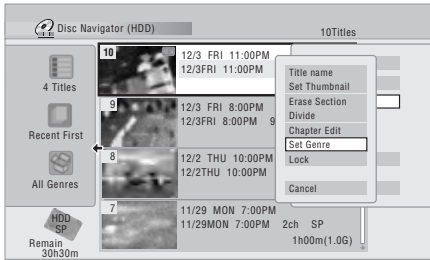 Disc Navigator (HDD)
10Titles
4 Titles
Recent First
All Genres
HDD
SP
Remain
30h30m
10
12/3 FRI 11:00PM
12/3FRI 11:00PM
9
12/3 FRI 8:00PM
12/3FRI 8:00PM 9
8
12/2 THU 10:00PM
12/2THU 10:00PM
7
11/29 MON 7:00PM
11/29MON 7:00PM 2ch SP
1h00m(1.0G)
Title name
Set Thumbnail
Erase Section
Divide
Chapter Edit
Set Genre
Lock
Cancel